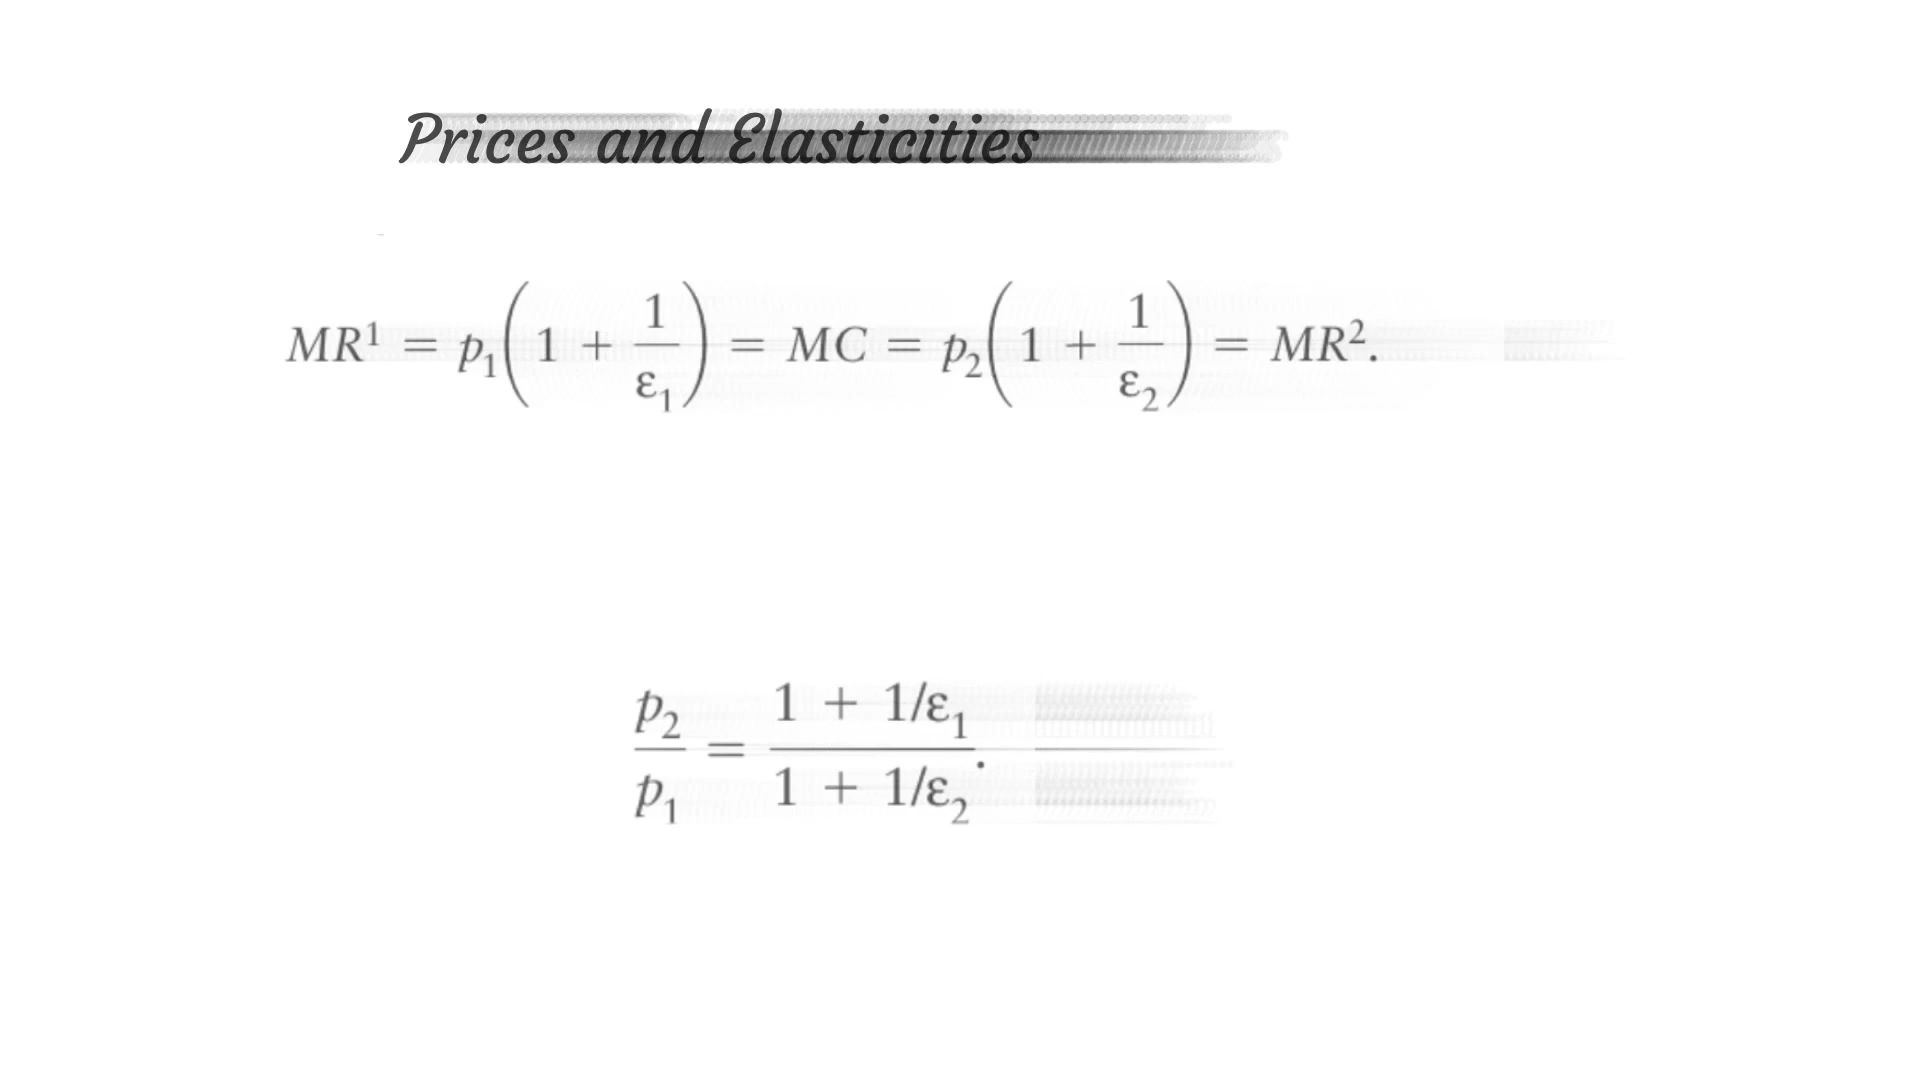 Prices and Elasticities
MR¹ = p₁(1 + 1/ε₁) = MC = p₂(1 + 1/ε₂) = MR².
p₂/p₁ = (1 + 1/ε₁)/(1 + 1/ε₂).